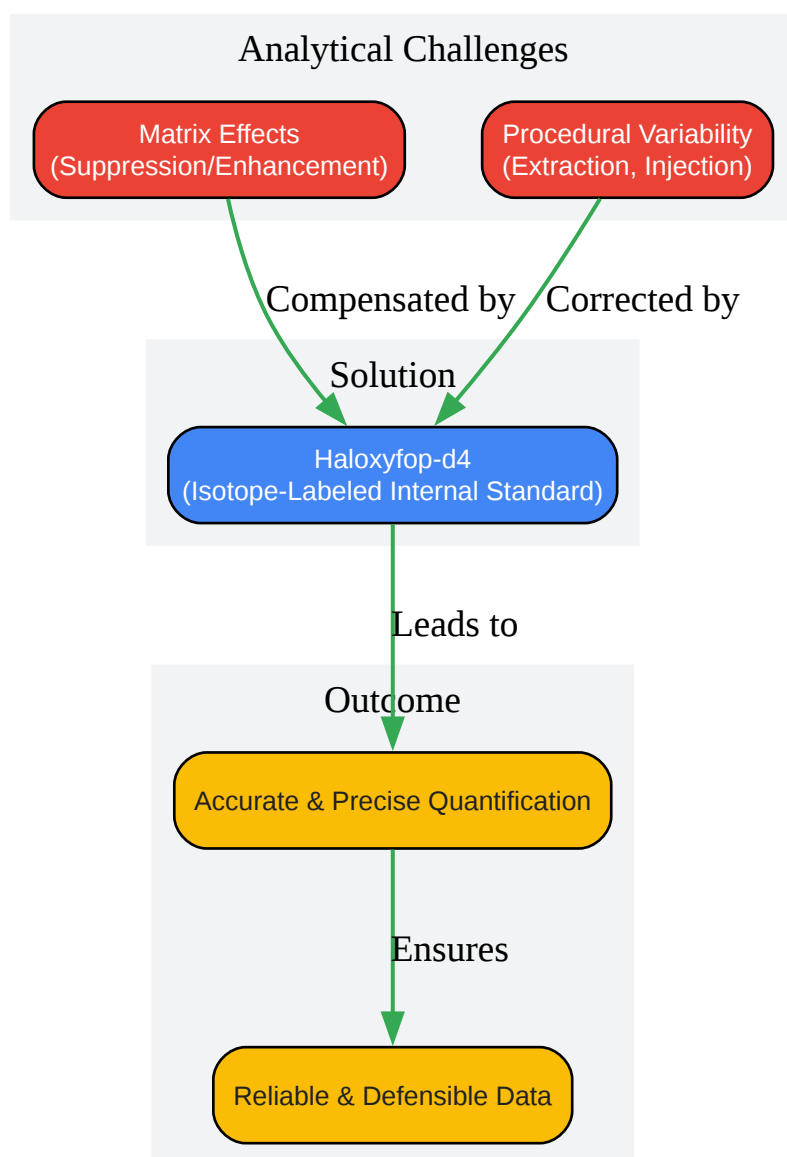 Analytical Challenges
Matrix Effects
(Suppression/Enhancement)
Procedural Variability
(Extraction, Injection)
Compensated by
Corrected by
Solution
Haloxyfop-d4
(Isotope-Labeled Internal Standard)
Leads to
Outcome
Accurate & Precise Quantification
Ensures
Reliable & Defensible Data